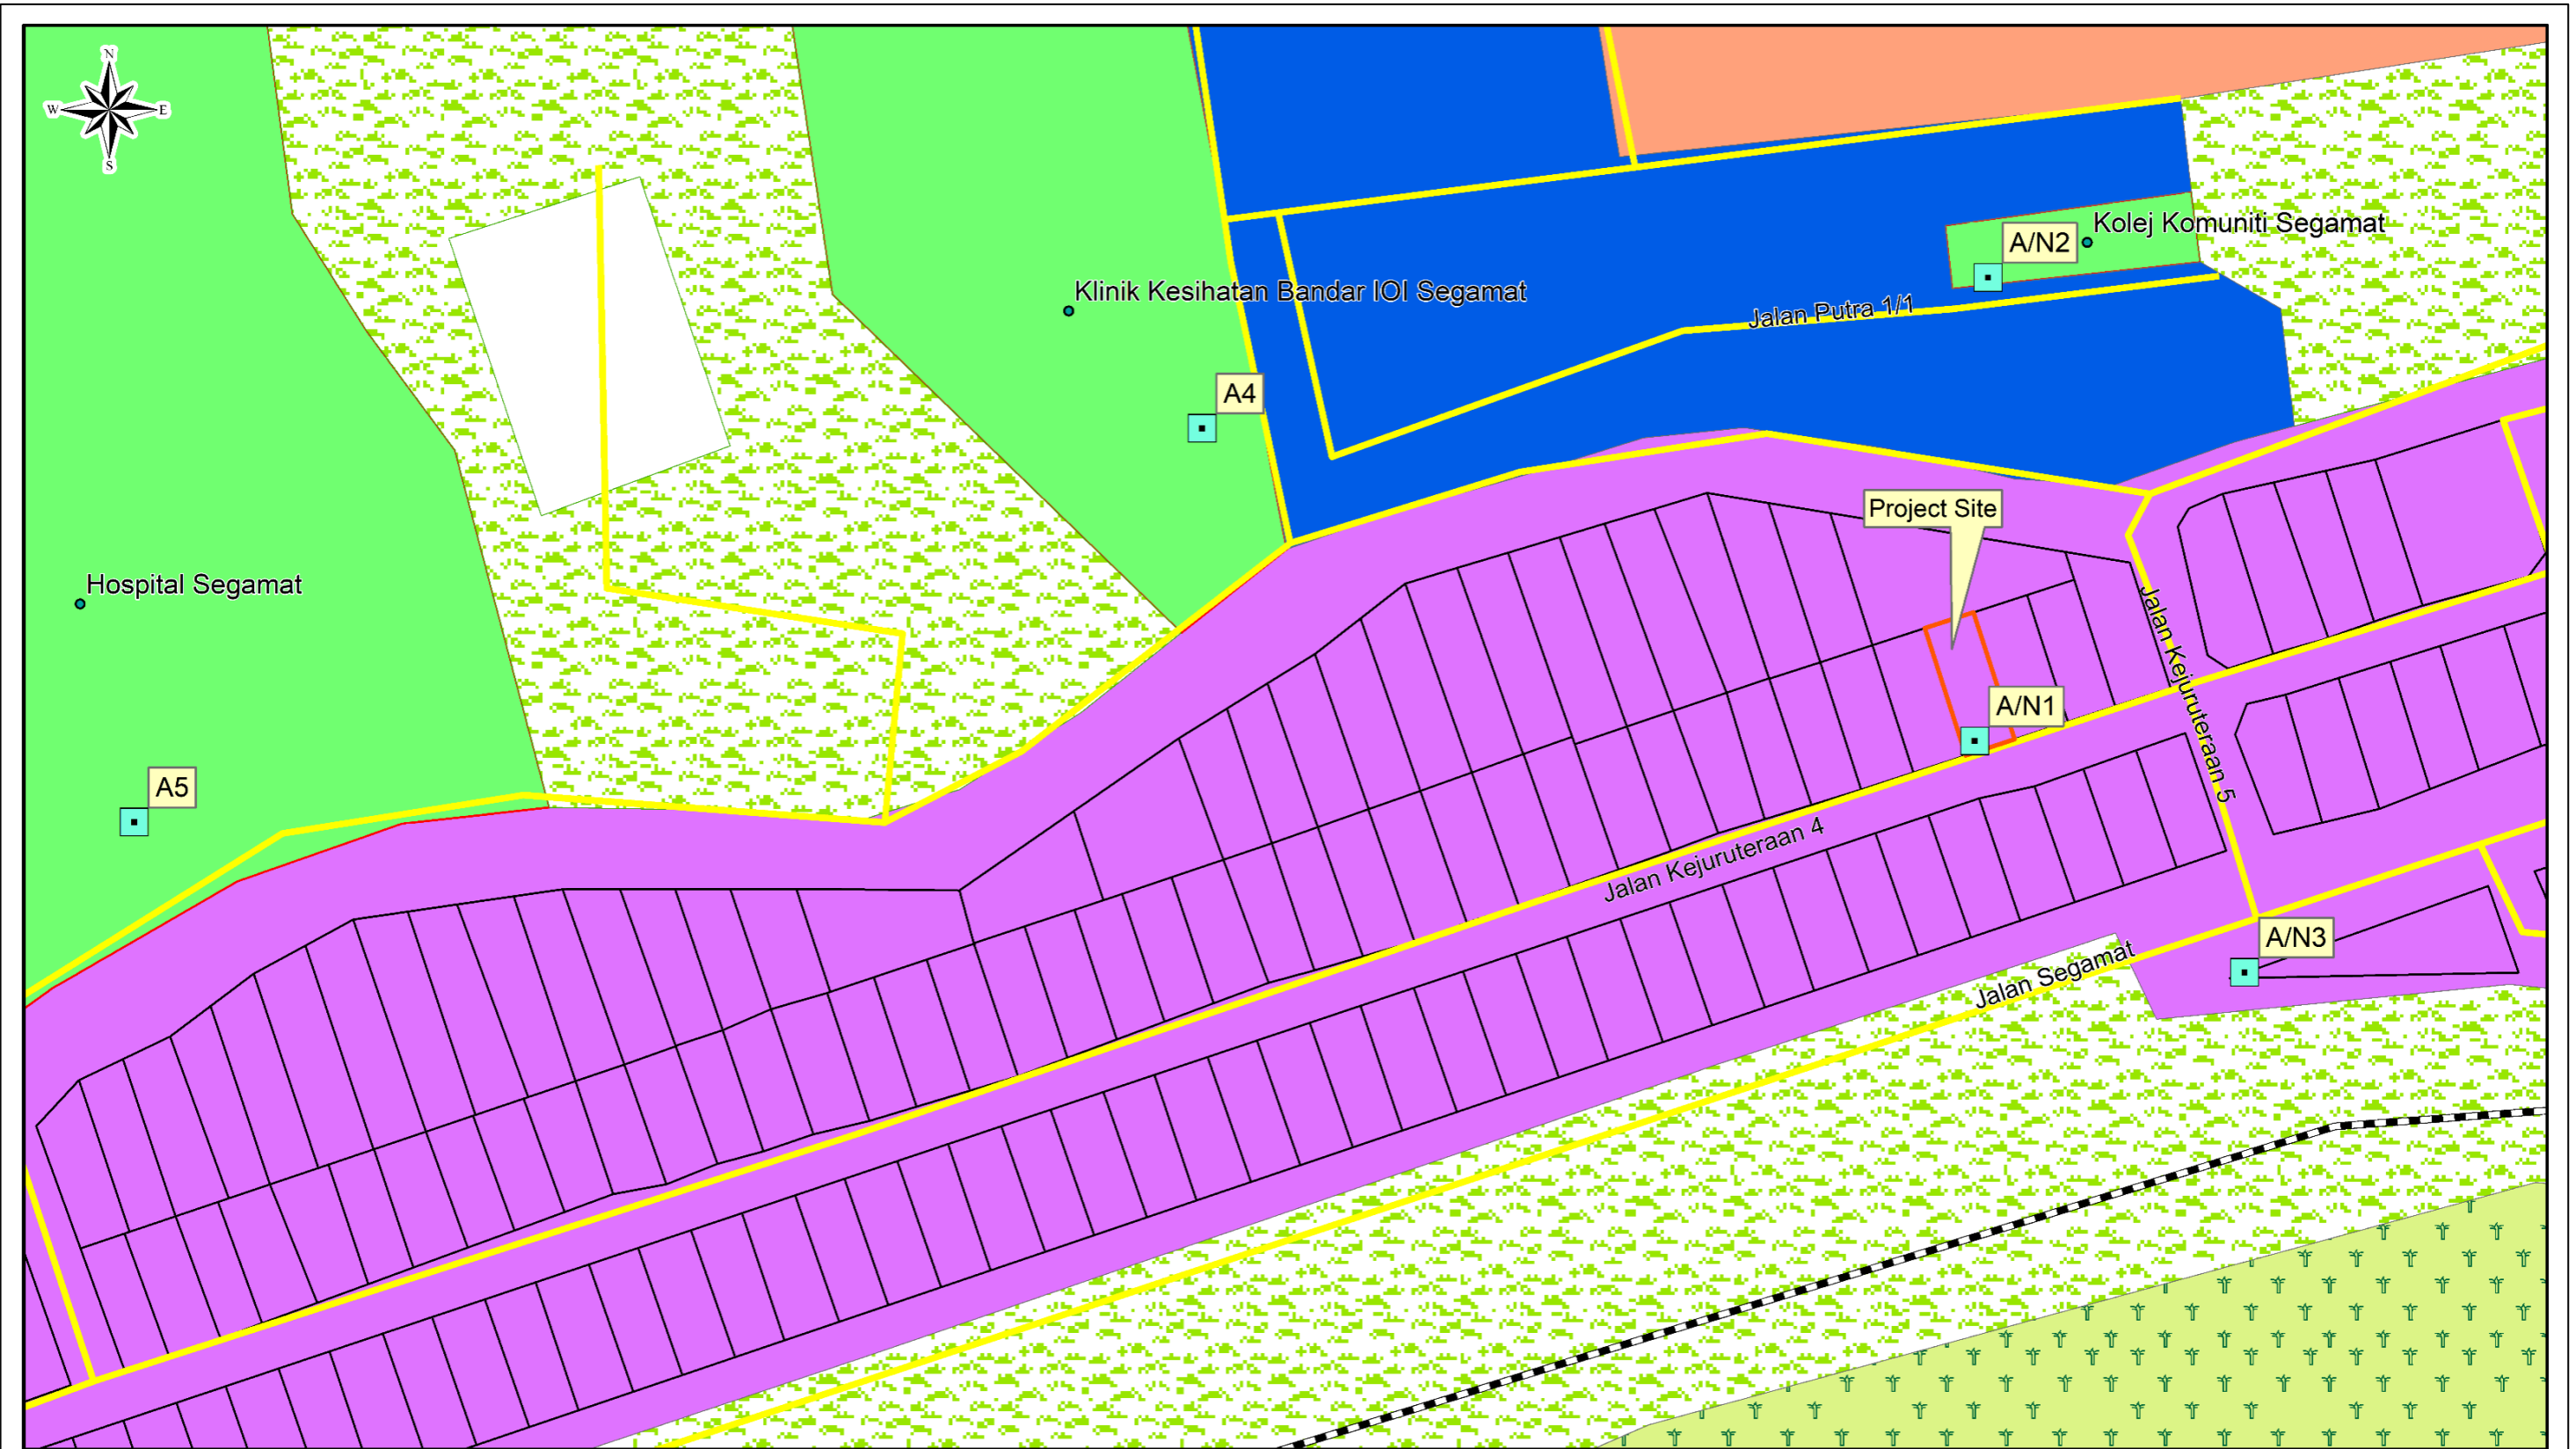 N
W E
S
Kolej Komuniti Segamat
A/N2
Klinik Kesihatan Bandar IOI Segamat
Jalan Putra 1/1
A4
Project Site
Hospital Segamat
Jalan Kejuruteraan 5
A/N1
A5
Jalan Kejuruteraan 4
A/N3
Jalan Segamat